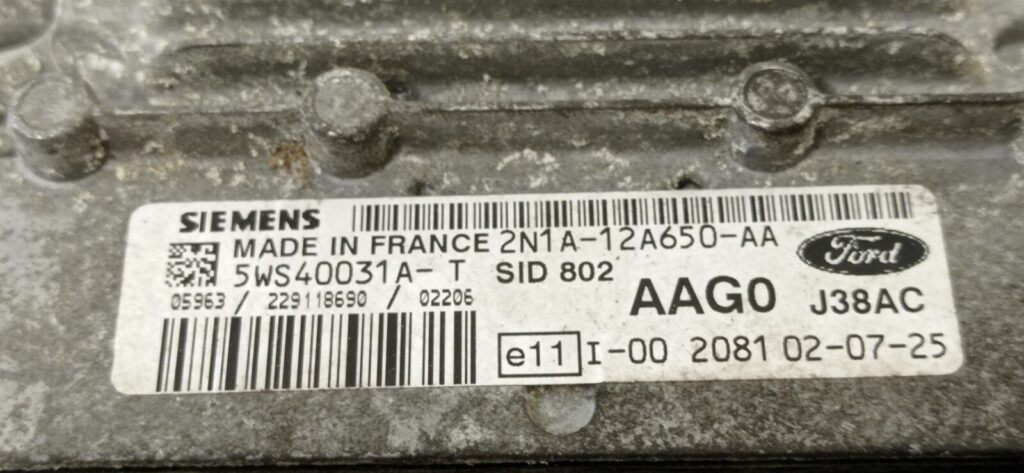 SIEMENS
MADE IN FRANCE 2N1A-12A650-AA
Ford
5WS40031A- T SID 802
AAG0 J38AC
05963 / 229118690 / 02206
e11 I-00 2081 02-07-25